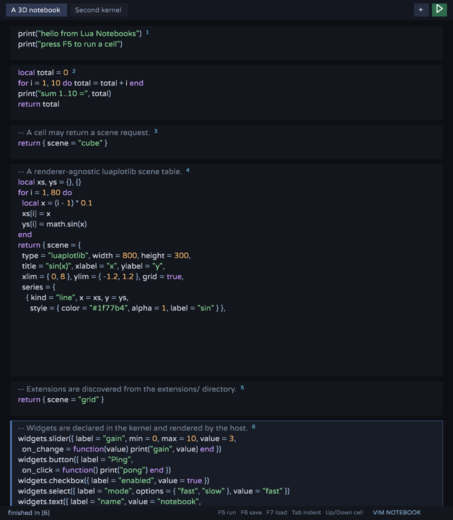 A 3D notebook
Second kernel
+
print("hello from Lua Notebooks") 1
print("press F5 to run a cell")
local total = 0 2
for i = 1, 10 do total = total + i end
print("sum 1..10 =", total)
return total
-- A cell may return a scene request. 3
return { scene = "cube" }
-- A renderer-agnostic luaplotlib scene table. 4
local xs, ys = {}, {}
for i = 1, 80 do
local x = (i - 1) * 0.1
xs[i] = x
ys[i] = math.sin(x)
end
return { scene = {
type = "luaplotlib", width = 800, height = 300,
title = "sin(x)", xlabel = "x", ylabel = "y",
xlim = { 0, 8 }, ylim = { -1.2, 1.2 }, grid = true,
series = {
{ kind = "line", x = xs, y = ys,
style = { color = "#1f77b4", alpha = 1, label = "sin" } },
-- Extensions are discovered from the extensions/ directory. 5
return { scene = "grid" }
-- Widgets are declared in the kernel and rendered by the host. 6
widgets.slider({ label = "gain", min = 0, max = 10, value = 3,
on_change = function(value) print("gain", value) end })
widgets.button({ label = "Ping",
on_click = function() print("pong") end })
widgets.checkbox({ label = "enabled", value = true })
widgets.select({ label = "mode", options = { "fast", "slow" }, value = "fast" })
widgets.text({ label = "name", value = "notebook",
finished in [6]
F5 run F6 save F7 load Tab indent Up/Down cell
VIM NOTEBOOK